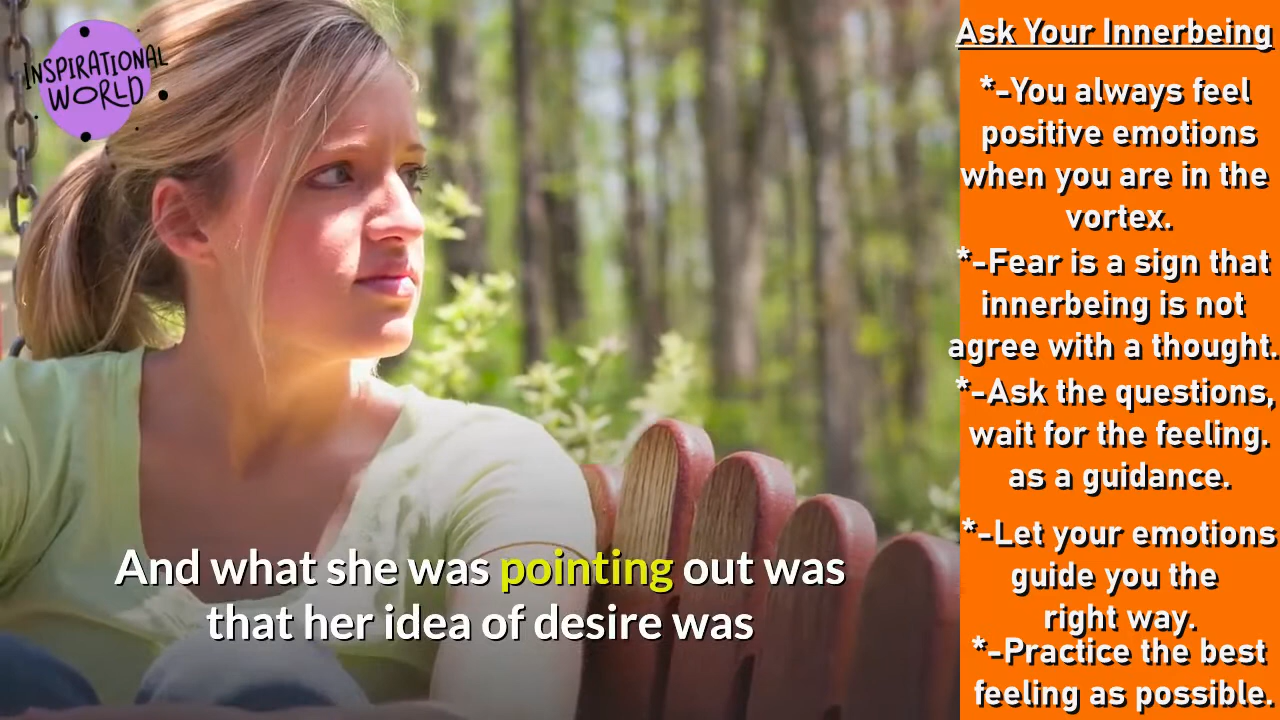 INSPIRATIONAL
WORLD
And what she was pointing out was
that her idea of desire was
Ask Your Innerbeing
*-You always feel
positive emotions
when you are in the
vortex.
*-Fear is a sign that
innerbeing is not
agree with a thought.
*-Ask the questions,
wait for the feeling.
as a guidance.
*-Let your emotions
guide you the
right way.
*-Practice the best
feeling as possible.